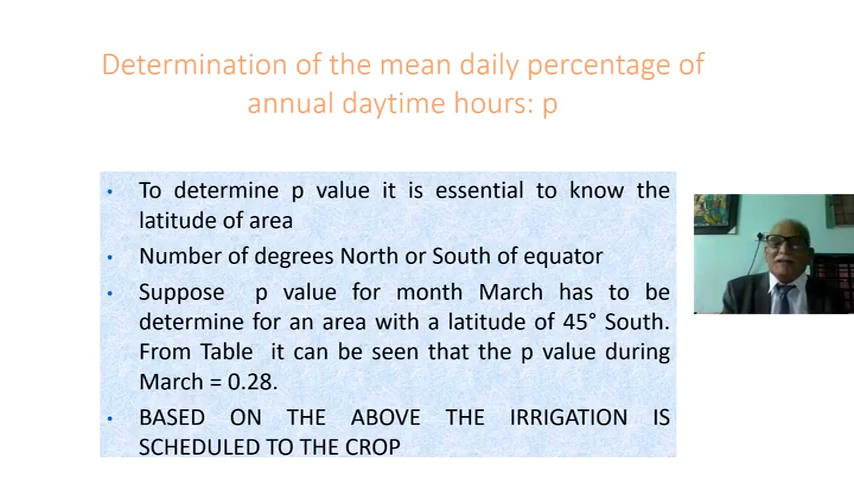 Determination of the mean daily percentage of
annual daytime hours: p
• To determine p value it is essential to know the
latitude of area
• Number of degrees North or South of equator
• Suppose p value for month March has to be
determine for an area with a latitude of 45° South.
From Table it can be seen that the p value during
March = 0.28.
• BASED ON THE ABOVE THE IRRIGATION IS
SCHEDULED TO THE CROP